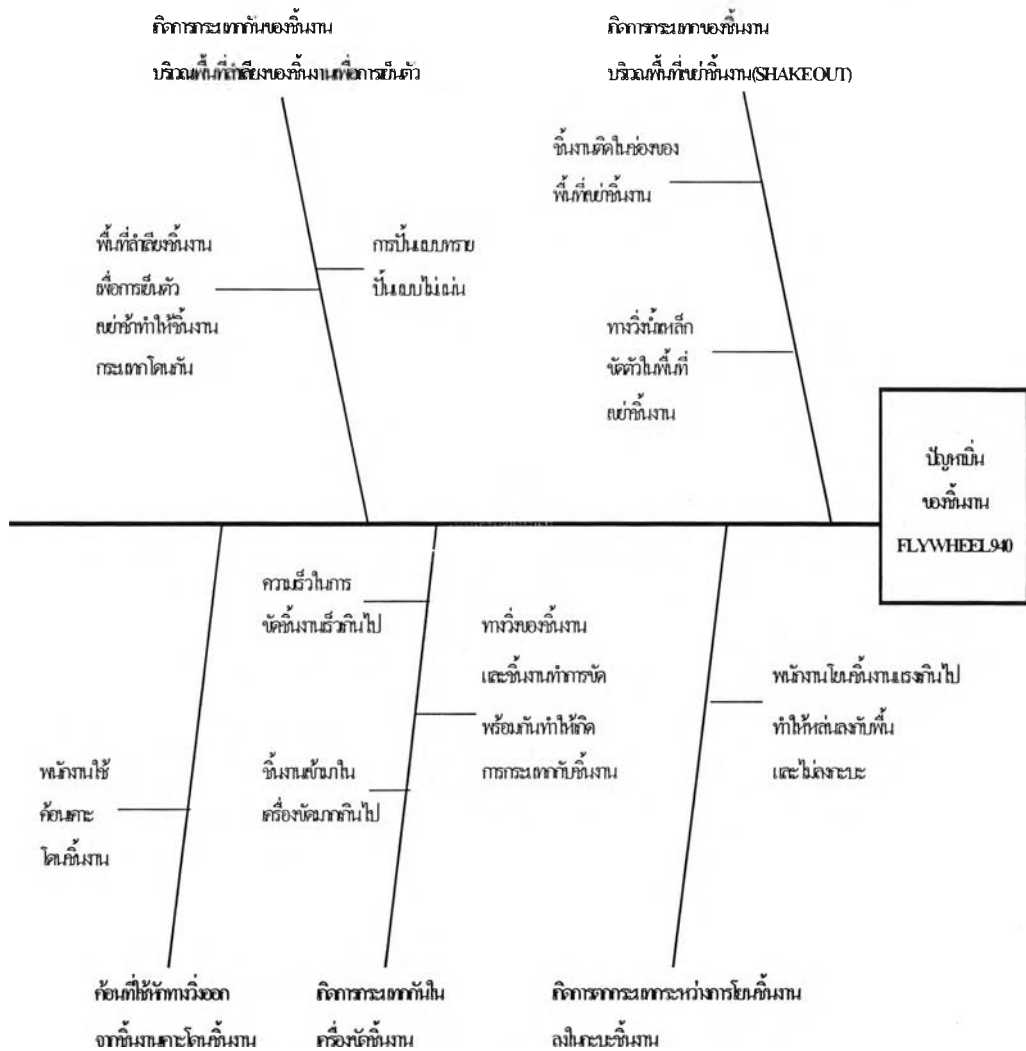 เกิดการกระแทกกันของชิ้นงาน
บริเวณพื้นที่ลำเลียงของชิ้นงานเพื่อการเย็นตัว
เกิดการกระแทกของชิ้นงาน
บริเวณพื้นที่เขย่าชิ้นงาน(SHAKEOUT)
ชิ้นงานติดในช่องของ
พื้นที่เขย่าชิ้นงาน
พื้นที่ลำเลียงชิ้นงาน
เพื่อการเย็นตัว
เขย่าช้าทำให้ชิ้นงาน
กระแทกโดนกัน
การปั้นแบบทราย
ปั้นแบบไม่แน่น
ทางวิ่งน้ำเหล็ก
ขัดตัวในพื้นที่
เขย่าชิ้นงาน
ปัญหาบิ่น
ของชิ้นงาน
FLYWHEEL940
ความเร็วในการ
ขัดชิ้นงานเร็วเกินไป
ทางวิ่งของชิ้นงาน
และชิ้นงานทำการขัด
พร้อมกันทำให้เกิด
การกระแทกกับชิ้นงาน
พนักงานโยนชิ้นงานแรงเกินไป
ทำให้หล่นลงกับพื้น
และไม่ลงกะบะ
พนักงานใช้
ค้อนเคาะ
โดนชิ้นงาน
ชิ้นงานเข้ามาใน
เครื่องขัดมากเกินไป
ค้อนที่ใช้หักทางวิ่งออก
จากชิ้นงานเคาะโดนชิ้นงาน
เกิดการกระแทกกันใน
เครื่องขัดชิ้นงาน
เกิดการตกกระแทกระหว่างการโยนชิ้นงาน
ลงในกะบะชิ้นงาน